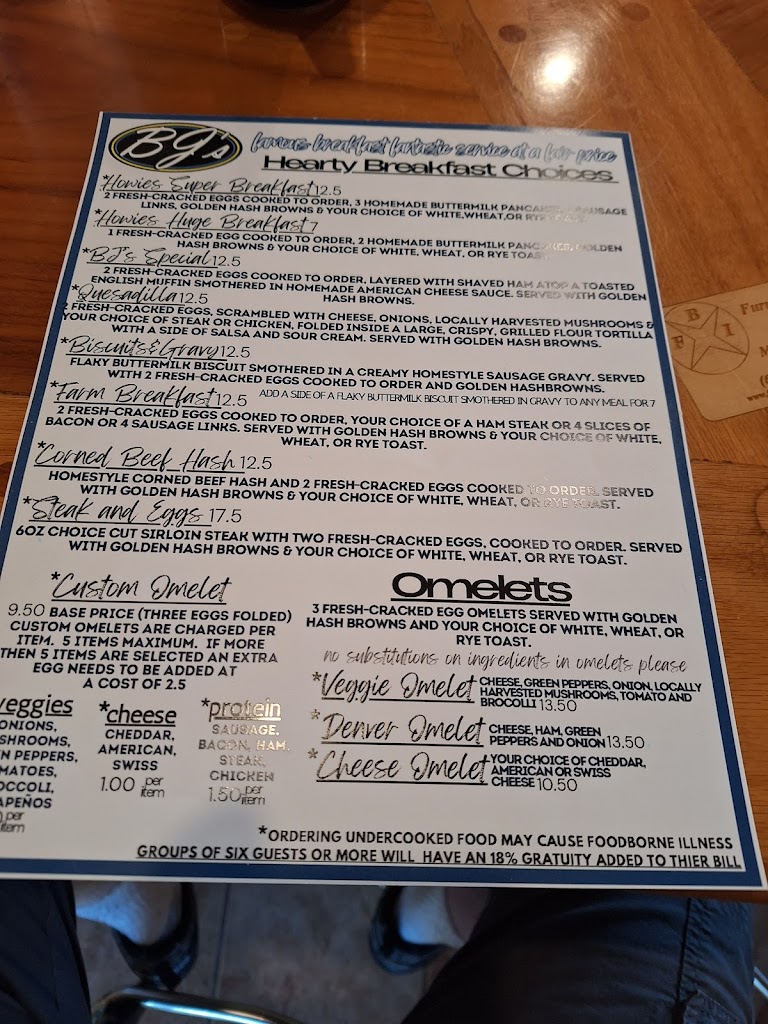 BJ's
famous breakfast fantastic service at a fair price
Hearty Breakfast Choices
*Howies Super Breakfast 12.5
2 FRESH-CRACKED EGGS COOKED TO ORDER, 3 HOMEMADE BUTTERMILK PANCAKES, SAUSAGE
LINKS, GOLDEN HASH BROWNS & YOUR CHOICE OF WHITE,WHEAT,OR RYE TOAST.
*Howies Huge Breakfast 7
1 FRESH-CRACKED EGG COOKED TO ORDER, 2 HOMEMADE BUTTERMILK PANCAKES, GOLDEN
HASH BROWNS & YOUR CHOICE OF WHITE, WHEAT, OR RYE TOAST.
*BJ's Special 12.5
2 FRESH-CRACKED EGGS COOKED TO ORDER, LAYERED WITH SHAVED HAM ATOP A TOASTED
ENGLISH MUFFIN SMOTHERED IN HOMEMADE AMERICAN CHEESE SAUCE. SERVED WITH GOLDEN
HASH BROWNS.
*Quesadilla 12.5
2 FRESH-CRACKED EGGS, SCRAMBLED WITH CHEESE, ONIONS, LOCALLY HARVESTED MUSHROOMS &
YOUR CHOICE OF STEAK OR CHICKEN, FOLDED INSIDE A LARGE, CRISPY, GRILLED FLOUR TORTILLA
WITH A SIDE OF SALSA AND SOUR CREAM. SERVED WITH GOLDEN HASH BROWNS.
*Biscuits&Gravy 12.5
FLAKY BUTTERMILK BISCUIT SMOTHERED IN A CREAMY HOMESTYLE SAUSAGE GRAVY. SERVED
WITH 2 FRESH-CRACKED EGGS COOKED TO ORDER AND GOLDEN HASHBROWNS.
*Farm Breakfast 12.5 ADD A SIDE OF A FLAKY BUTTERMILK BISCUIT SMOTHERED IN GRAVY TO ANY MEAL FOR 7
2 FRESH-CRACKED EGGS COOKED TO ORDER, YOUR CHOICE OF A HAM STEAK OR 4 SLICES OF
BACON OR 4 SAUSAGE LINKS. SERVED WITH GOLDEN HASH BROWNS & YOUR CHOICE OF WHITE,
WHEAT, OR RYE TOAST.
*Corned Beef Hash 12.5
HOMESTYLE CORNED BEEF HASH AND 2 FRESH-CRACKED EGGS COOKED TO ORDER. SERVED
WITH GOLDEN HASH BROWNS & YOUR CHOICE OF WHITE, WHEAT, OR RYE TOAST.
*Steak and Eggs 17.5
6OZ CHOICE CUT SIRLOIN STEAK WITH TWO FRESH-CRACKED EGGS, COOKED TO ORDER. SERVED
WITH GOLDEN HASH BROWNS & YOUR CHOICE OF WHITE, WHEAT, OR RYE TOAST.
*Custom Omelet
9.50 BASE PRICE (THREE EGGS FOLDED)
CUSTOM OMELETS ARE CHARGED PER
ITEM. 5 ITEMS MAXIMUM. IF MORE
THEN 5 ITEMS ARE SELECTED AN EXTRA
EGG NEEDS TO BE ADDED AT
A COST OF 2.5
veggies
ONIONS,
SHROOMS,
N PEPPERS,
MATOES,
OCCOLI,
APEÑOS
per
item
*cheese
CHEDDAR,
AMERICAN,
SWISS
1.00 per
item
*protein
SAUSAGE,
BACON, HAM,
STEAK,
CHICKEN
1.50 per
item
Omelets
3 FRESH-CRACKED EGG OMELETS SERVED WITH GOLDEN
HASH BROWNS AND YOUR CHOICE OF WHITE, WHEAT, OR
RYE TOAST.
no substitutions on ingredients in omelets please
*Veggie Omelet CHEESE, GREEN PEPPERS, ONION, LOCALLY
HARVESTED MUSHROOMS, TOMATO AND
BROCOLLI 13.50
*Denver Omelet CHEESE, HAM, GREEN
PEPPERS AND ONION 13.50
*Cheese Omelet YOUR CHOICE OF CHEDDAR,
AMERICAN OR SWISS
CHEESE 10.50
*ORDERING UNDERCOOKED FOOD MAY CAUSE FOODBORNE ILLNESS
GROUPS OF SIX GUESTS OR MORE WILL HAVE AN 18% GRATUITY ADDED TO THIER BILL
B
F I
Furn
M